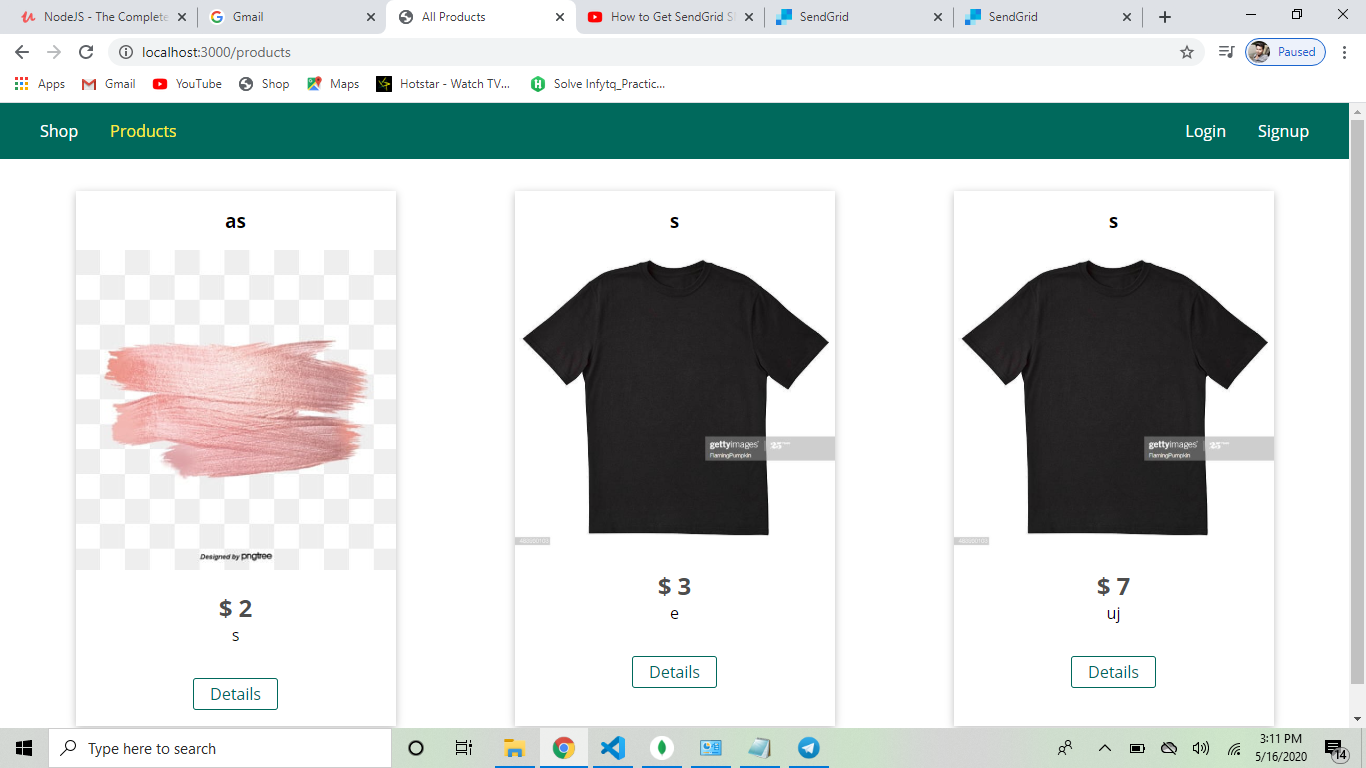 NodeJS - The Complete
Gmail
All Products
How to Get SendGrid S
SendGrid
SendGrid
localhost:3000/products
Paused
Apps
Gmail
YouTube
Shop
Maps
Hotstar - Watch TV...
Solve Infytq_Practic...
Shop
Products
Login
Signup
as
s
s
Designed by pngtree
gettyimages
FlamingPumpkin
gettyimages
FlamingPumpkin
$ 2
s
Details
$ 3
e
Details
$ 7
uj
Details
Type here to search
3:11 PM
5/16/2020
14